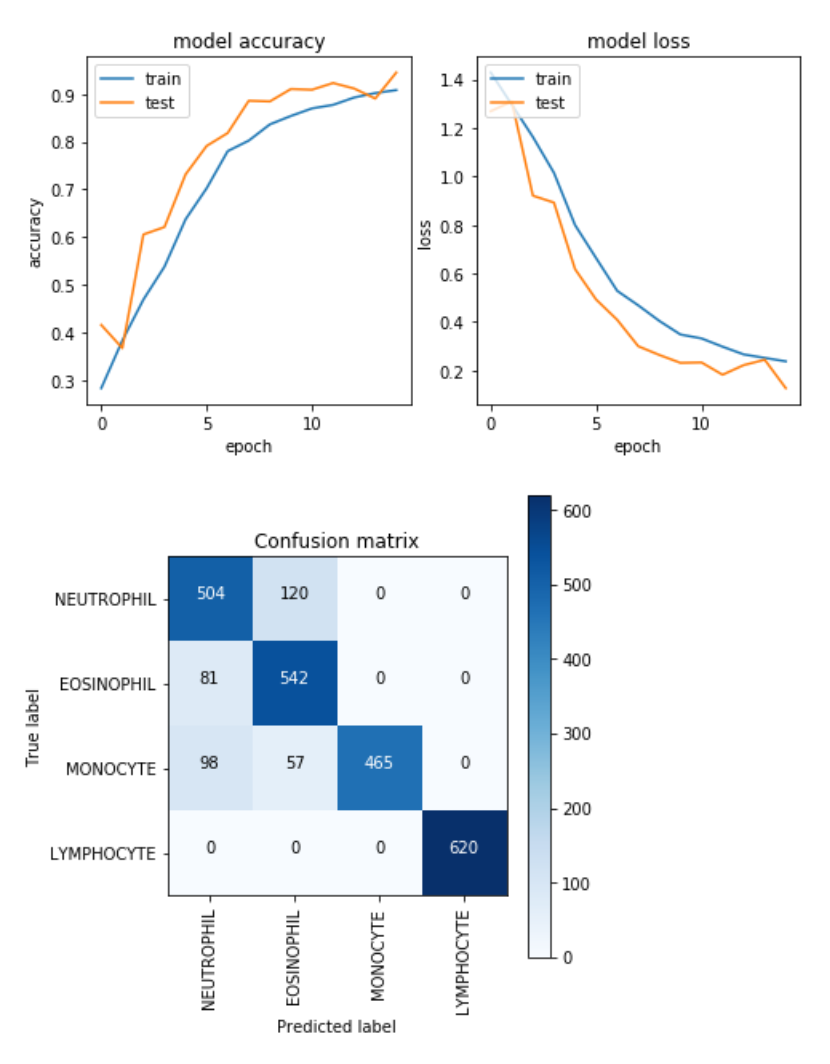 model accuracy
train
test
0.9
0.8
0.7
0.6
0.5
0.4
0.3
accuracy
0 5 10
epoch
model loss
train
test
1.4
1.2
1.0
0.8
0.6
0.4
0.2
loss
0 5 10
epoch
Confusion matrix
True label
NEUTROPHIL 504 120 0 0
EOSINOPHIL 81 542 0 0
MONOCYTE 98 57 465 0
LYMPHOCYTE 0 0 0 620
NEUTROPHIL
EOSINOPHIL
MONOCYTE
LYMPHOCYTE
Predicted label
600
500
400
300
200
100
0